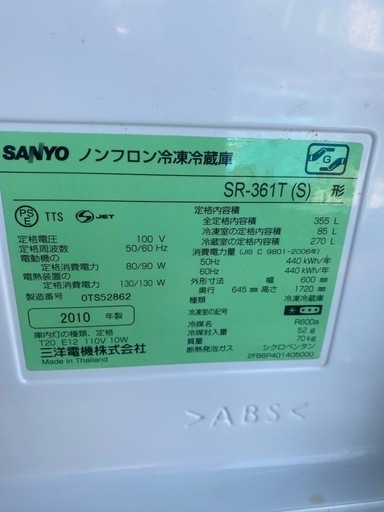 SANYO ノンフロン冷凍冷蔵庫
G
SR-361T (S) 形
PS E TTS S JET
定格電圧 100 V
定格周波数 50/60 Hz
電動機の
定格消費電力 80/90 W
電熱装置の
定格消費電力 130/130 W
製造番号 0TS52862
2010 年製
庫内灯の種類、定格
T20 E12 110V 10W
三洋電機株式会社
Made in Thailand
定格内容積
全定格内容積 355 L
冷凍室の定格内容積 85 L
冷蔵室の定格内容積 270 L
消費電力量 (JIS C 9801-2006年)
50Hz 440 kWh/年
60Hz 440 kWh/年
外形寸法 幅 600 mm
奥行 645 mm 高さ 1720 mm
種類 冷凍冷蔵庫
冷凍室の記号
冷媒名 R600a
冷媒封入量 52 g
質量 70 kg
断熱発泡ガス シクロペンタン
2FB6P401405000
>ABS<